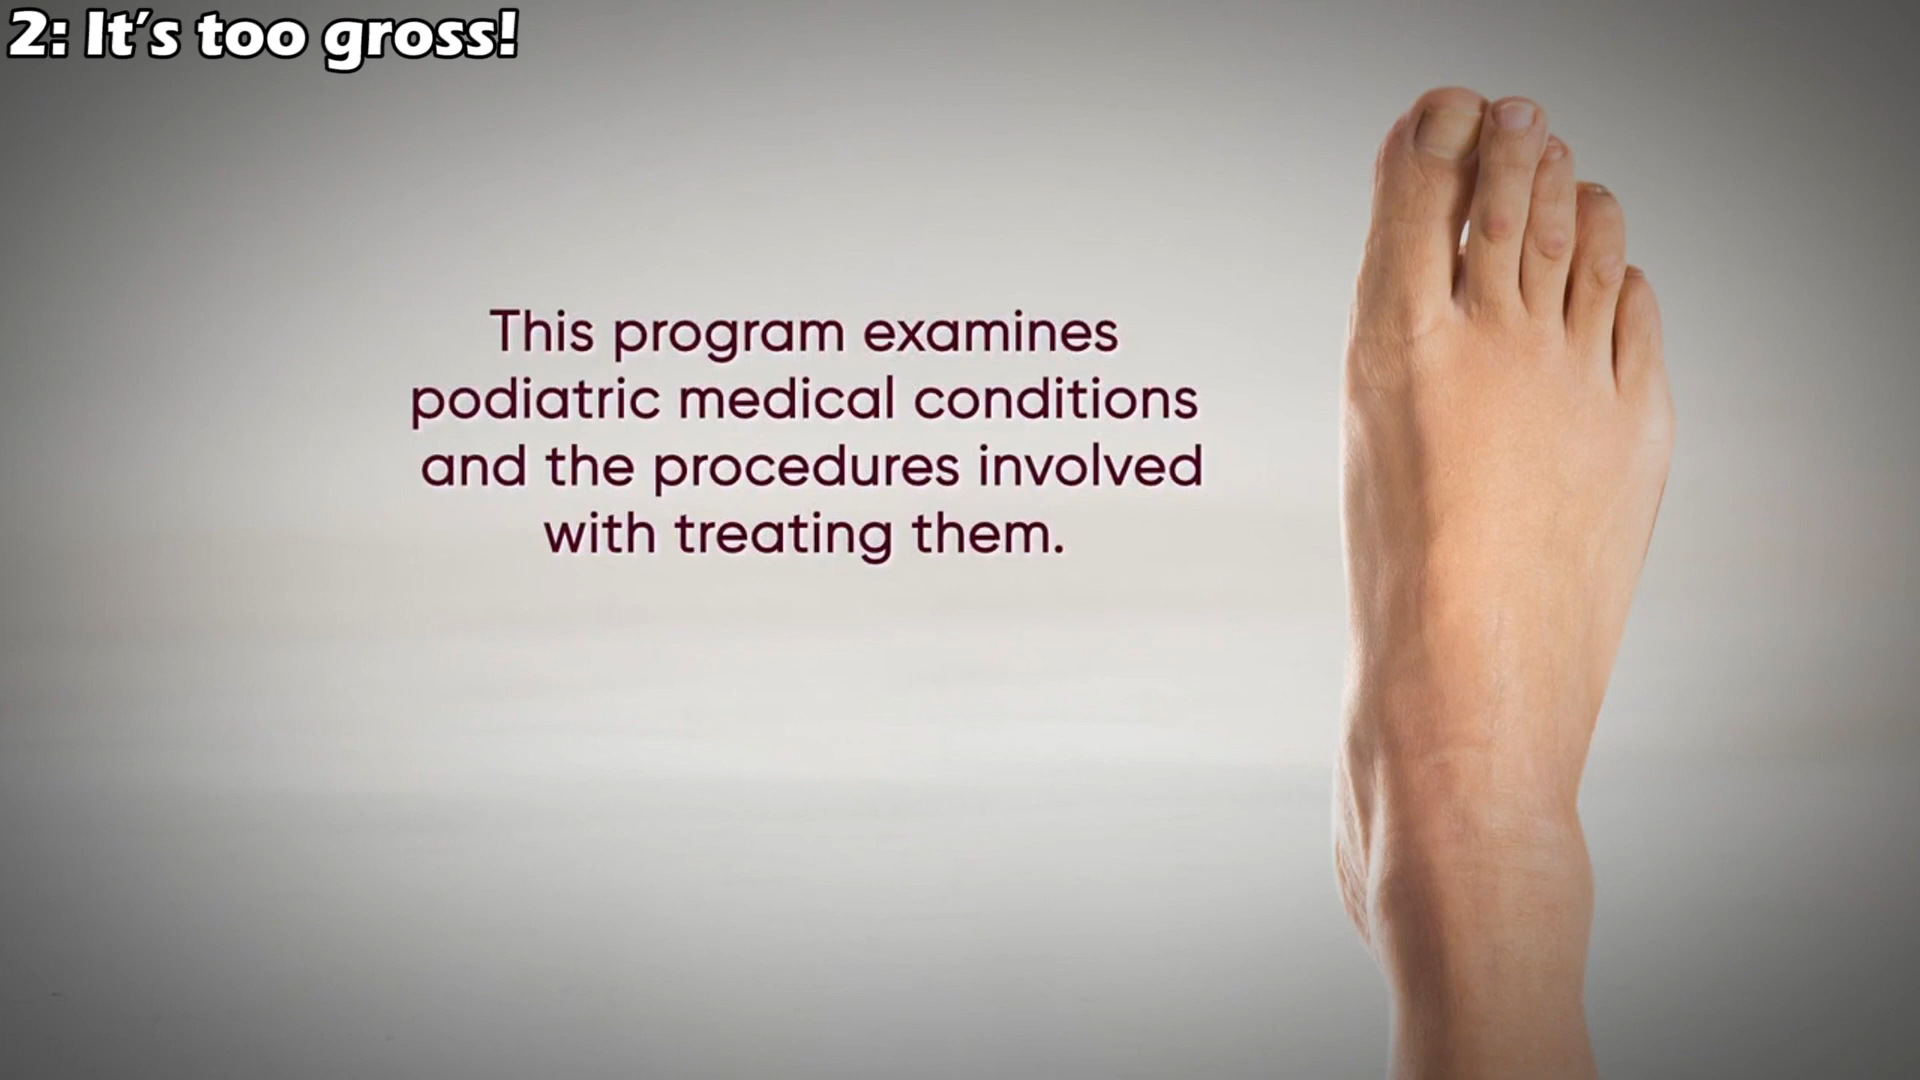 2: It's too gross!
This program examines
podiatric medical conditions
and the procedures involved
with treating them.